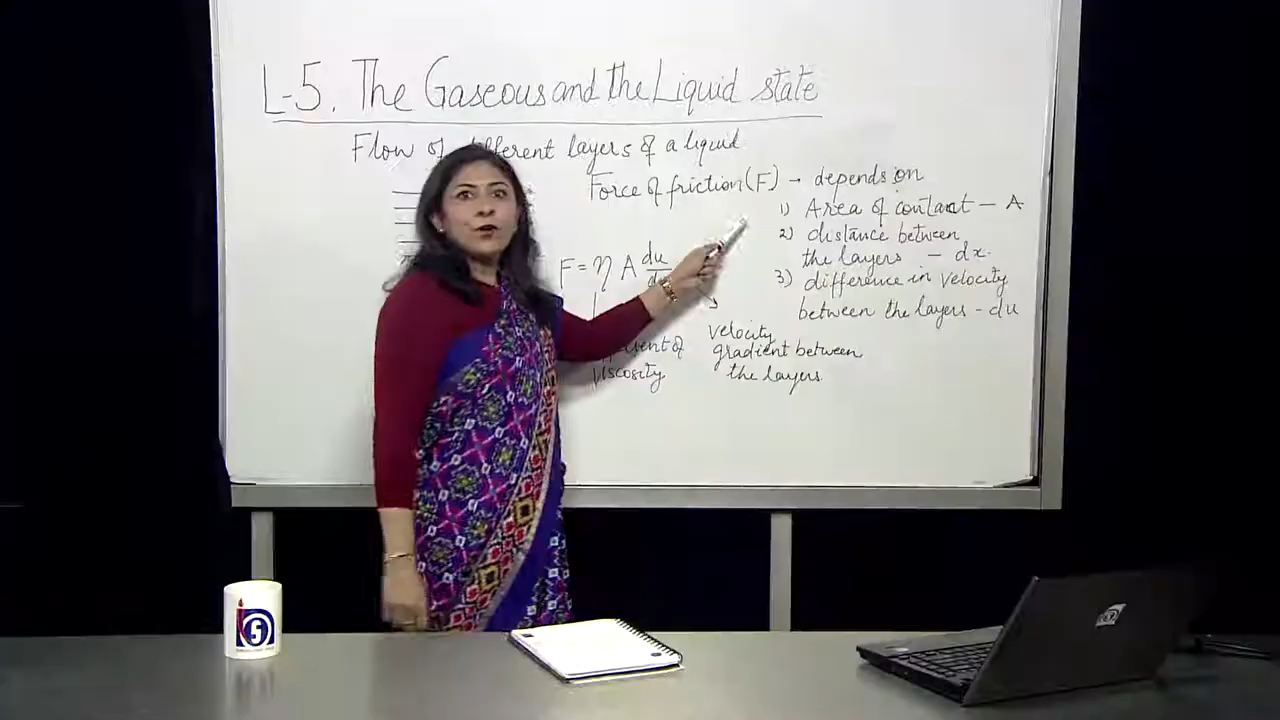 L-5. The Gaseous and the Liquid state
Flow of different layers of a liquid
Force of friction (F) → depends on
1) Area of contact - A
2) distance between
the layers - dx
3) difference in velocity
between the layers - du
F = η A du
velocity
gradient between
the layers
of
viscosity